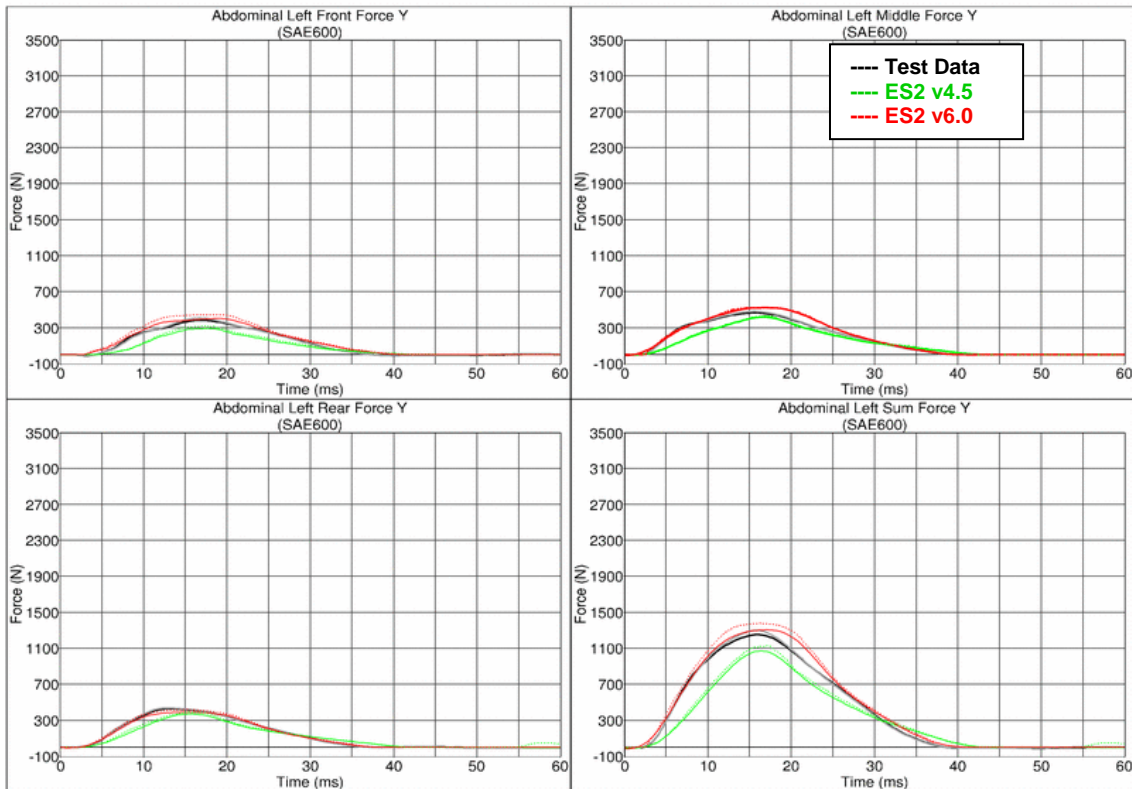 Abdominal Left Front Force Y
(SAE600)
3500
3100
2700
2300
1900
1500
1100
700
300
-100
Force (N)
0 10 20 30 40 50 60
Time (ms)
Abdominal Left Middle Force Y
(SAE600)
---- Test Data
---- ES2 v4.5
---- ES2 v6.0
3500
3100
2700
2300
1900
1500
1100
700
300
-100
Force (N)
0 10 20 30 40 50 60
Time (ms)
Abdominal Left Rear Force Y
(SAE600)
3500
3100
2700
2300
1900
1500
1100
700
300
-100
Force (N)
0 10 20 30 40 50 60
Time (ms)
Abdominal Left Sum Force Y
(SAE600)
3500
3100
2700
2300
1900
1500
1100
700
300
-100
Force (N)
0 10 20 30 40 50 60
Time (ms)